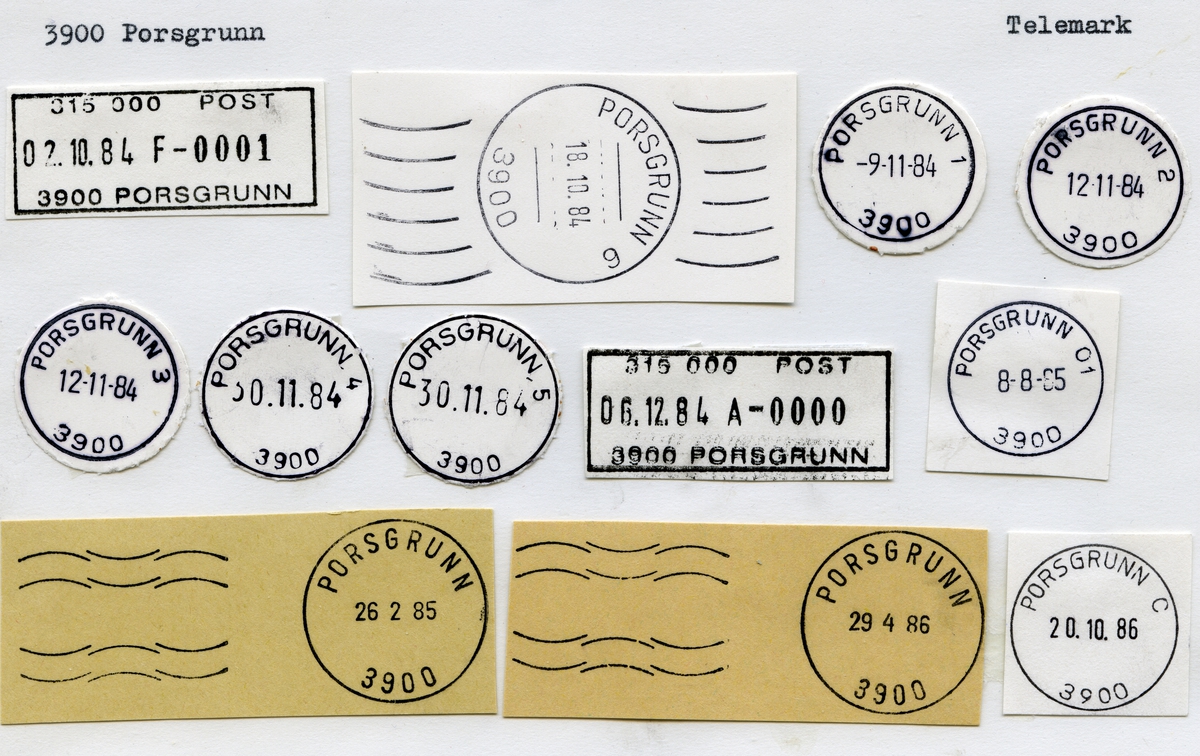 3900 Porsgrunn
Telemark
315 000 POST
02.10.84 F-0001
3900 PORSGRUNN
PORSGRUNN 6
18.10.84
3900
PORSGRUNN 1
-9-11-84
3900
PORSGRUNN 2
12-11-84
3900
PORSGRUNN 3
12-11-84
3900
PORSGRUNN 4
30.11.84
3900
PORSGRUNN 5
30.11.84
3900
315 000 POST
06.12.84 A-0000
3900 PORSGRUNN
PORSGRUNN 01
8-8-85
3900
PORSGRUNN
26 2 85
3900
PORSGRUNN
29 4 86
3900
PORSGRUNN C
20.10.86
3900